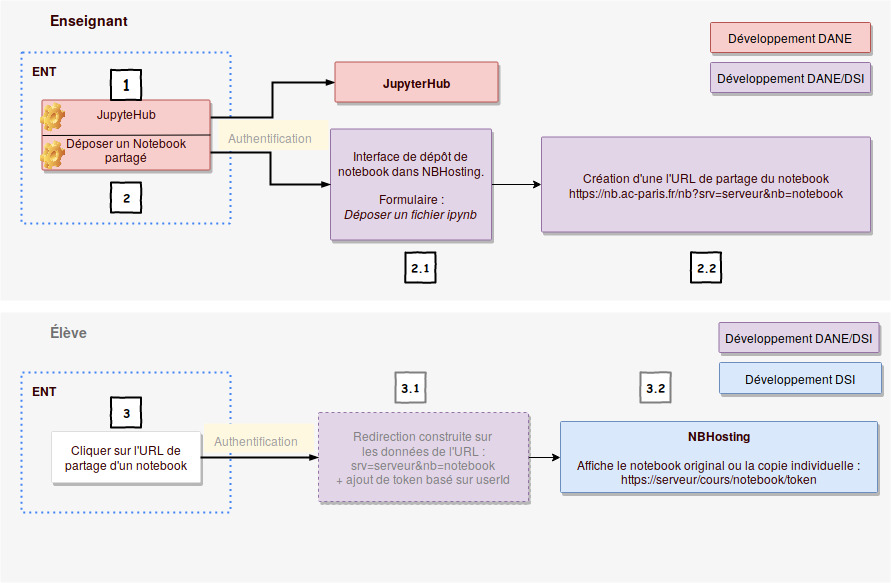 Enseignant
Développement DANE
Développement DANE/DSI
ENT
1
JupyteHub
Déposer un Notebook
partagé
2
Authentification
JupyterHub
Interface de dépôt de
notebook dans NBHosting.
Formulaire :
Déposer un fichier ipynb
2.1
Création d'une l'URL de partage du notebook
https://nb.ac-paris.fr/nb?srv=serveur&nb=notebook
2.2
Élève
Développement DANE/DSI
Développement DSI
ENT
3
Cliquer sur l'URL de
partage d'un notebook
Authentification
3.1
Redirection construite sur
les données de l'URL :
srv=serveur&nb=notebook
+ ajout de token basé sur userId
3.2
NBHosting
Affiche le notebook original ou la copie individuelle :
https://serveur/cours/notebook/token